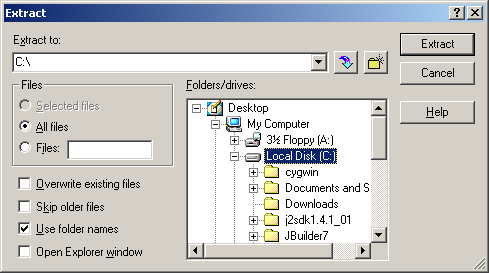 Extract
Extract to:
C:\
Extract
Cancel
Help
Files
Selected files
All files
Files:
Overwrite existing files
Skip older files
Use folder names
Open Explorer window
Folders/drives:
Desktop
My Computer
3½ Floppy (A:)
Local Disk (C:)
cygwin
Documents and S
Downloads
j2sdk1.4.1_01
JBuilder7